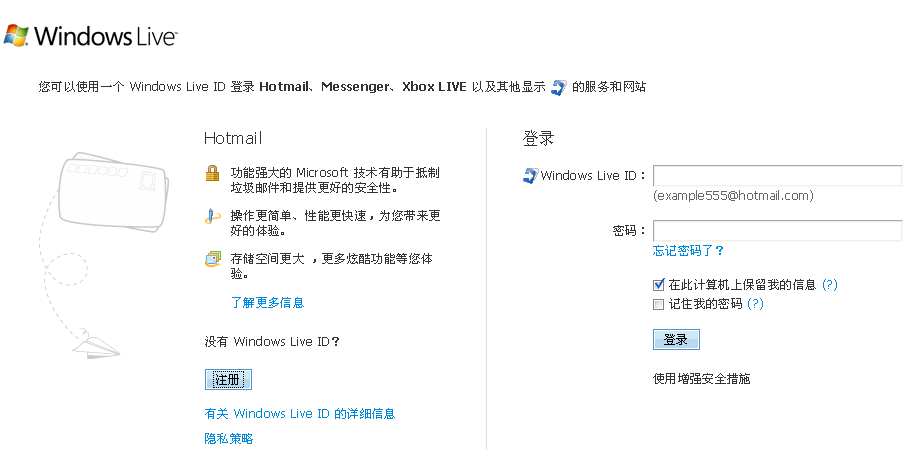 Windows Live™
您可以使用一个 Windows Live ID 登录 Hotmail、Messenger、Xbox LIVE 以及其他显示 的服务和网站
Hotmail
功能强大的 Microsoft 技术有助于抵制
垃圾邮件和提供更好的安全性。
操作更简单、性能更快速，为您带来更
好的体验。
存储空间更大 ，更多炫酷功能等您体
验。
了解更多信息
没有 Windows Live ID？
注册
有关 Windows Live ID 的详细信息
隐私策略
登录
Windows Live ID：
(example555@hotmail.com)
密码：
忘记密码了？
在此计算机上保留我的信息 (?)
记住我的密码 (?)
登录
使用增强安全措施